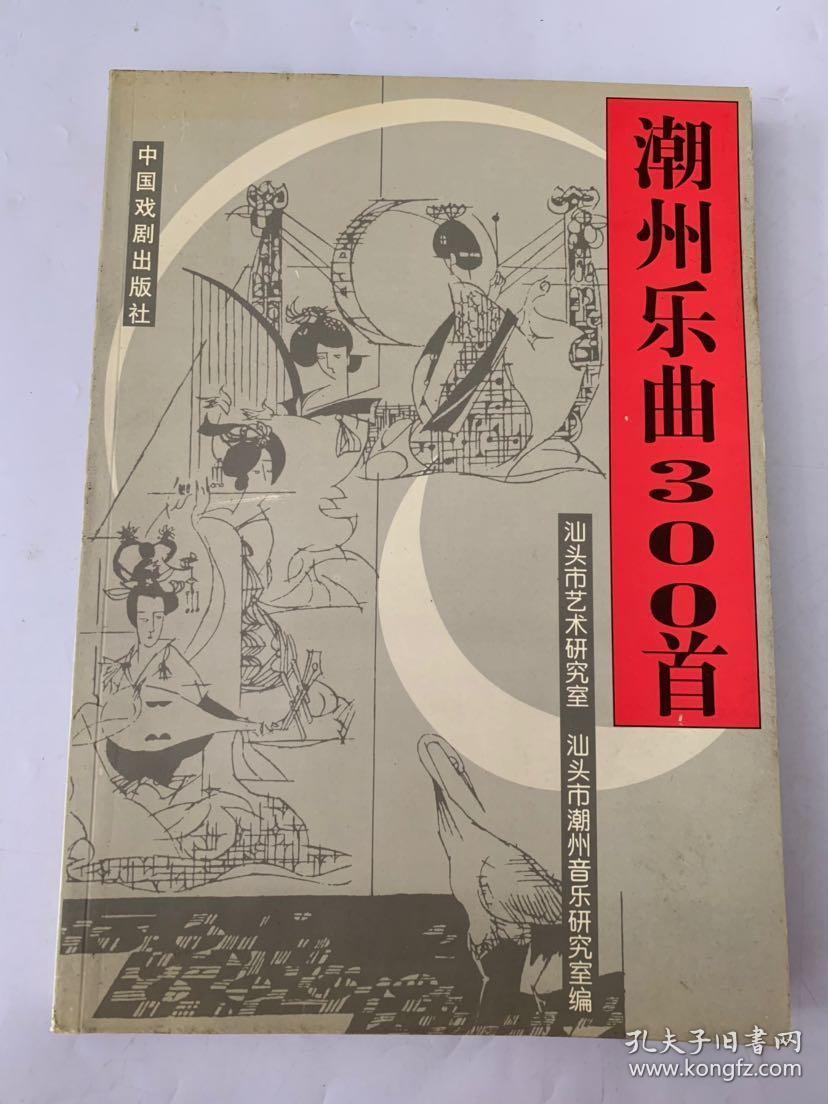 潮州乐曲300首
中国戏剧出版社
汕头市艺术研究室
汕头市潮州音乐研究室编
孔夫子旧书网
www.kongfz.com